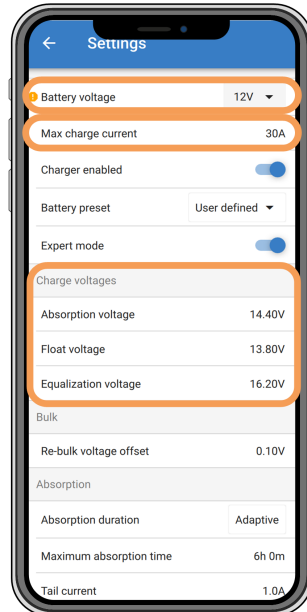 Settings
Battery voltage 12V
Max charge current 30A
Charger enabled
Battery preset User defined
Expert mode
Charge voltages
Absorption voltage 14.40V
Float voltage 13.80V
Equalization voltage 16.20V
Bulk
Re-bulk voltage offset 0.10V
Absorption
Absorption duration Adaptive
Maximum absorption time 6h 0m
Tail current 1.0A